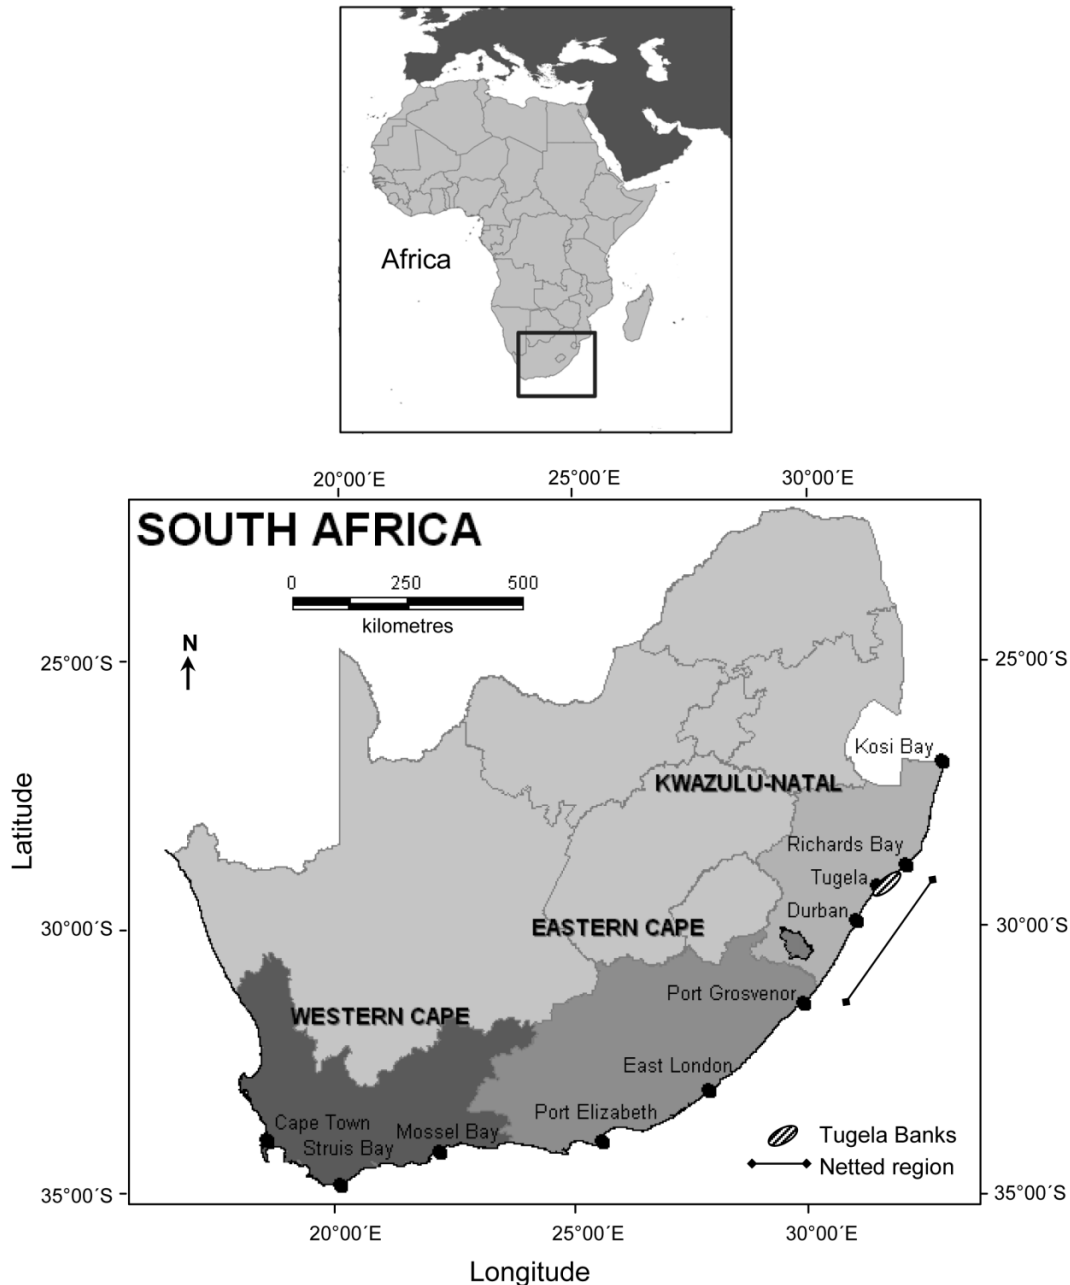 Africa
20°00´E 25°00´E 30°00´E
SOUTH AFRICA
0 250 500
kilometres
N
25°00´S 25°00´S
Kosi Bay
KWAZULU-NATAL
Latitude
Richards Bay
Tugela
Durban
EASTERN CAPE
30°00´S 30°00´S
Port Grosvenor
WESTERN CAPE
East London
Port Elizabeth
Cape Town
Mossel Bay
Struis Bay
Tugela Banks
Netted region
35°00´S 35°00´S
20°00´E 25°00´E 30°00´E
Longitude